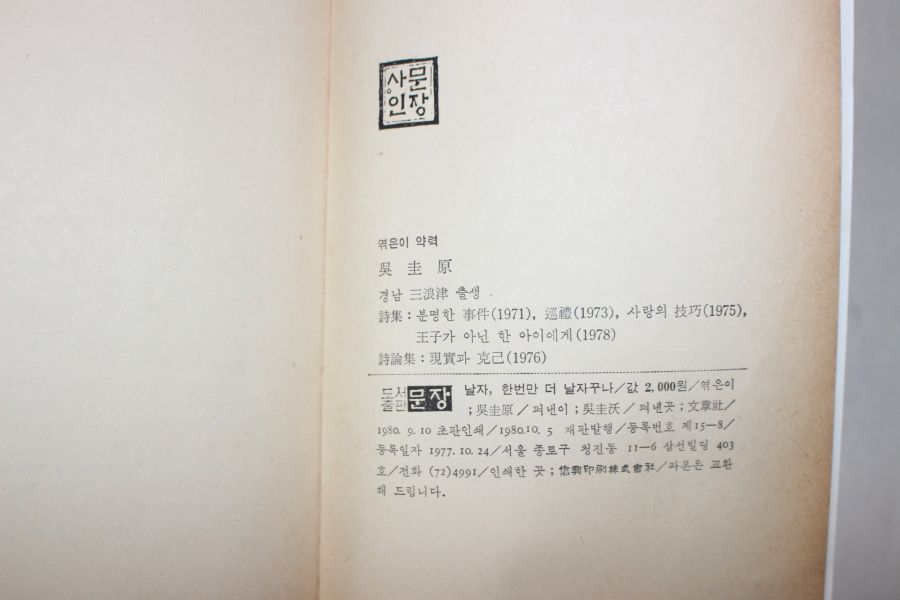 사문
인장
엮은이 약력
吳圭原
경남 三浪津 출생
詩集 : 분명한 事件(1971), 巡禮(1973), 사랑의 技巧(1975),
王子가 아닌 한 아이에게(1978)
詩論集 : 現實과 克己(1976)
도서출판 문장 날자, 한번만 더 날자꾸나/값 2,000원/엮은이
; 吳圭原/펴낸이; 吳圭沃/펴낸곳; 文章社/
1980. 9. 10 초판인쇄/1980.10. 5 재판발행/등록번호 제15—8/
등록일자 1977. 10. 24/서울 종로구 청진동 11—6 삼선빌딩 403
호/전화 (72)4991/인쇄한 곳; 信興印刷株式會社/파본은 교환
해 드립니다.